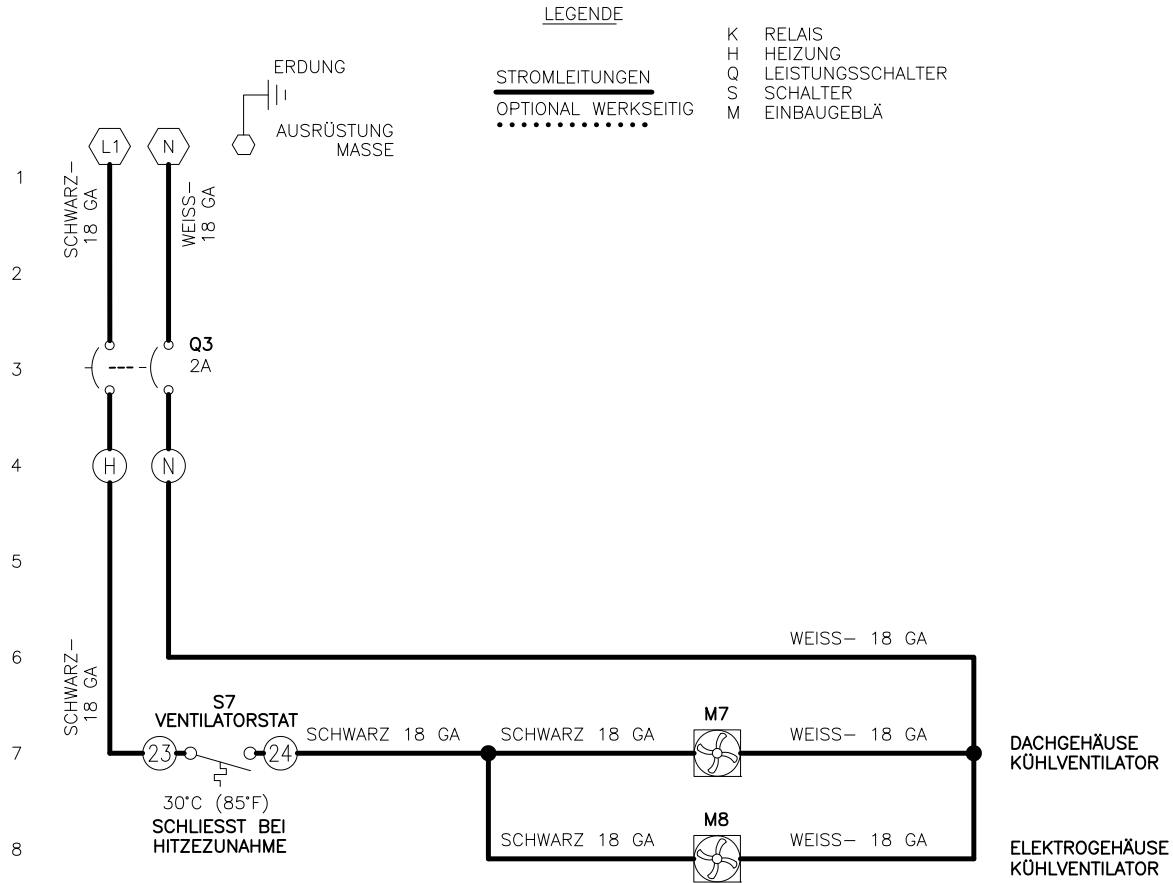 LEGENDE
STROMLEITUNGEN
OPTIONAL WERKSEITIG
K RELAIS
H HEIZUNG
Q LEISTUNGSSCHALTER
S SCHALTER
M EINBAUGEBLÄ
ERDUNG
AUSRÜSTUNG
MASSE
L1
N
1
SCHWARZ-
18 GA
WEISS-
18 GA
2
3
Q3
2A
4
H
N
5
6
SCHWARZ-
18 GA
WEISS- 18 GA
S7
VENTILATORSTAT
7
23
24
SCHWARZ 18 GA
SCHWARZ 18 GA
M7
WEISS- 18 GA
DACHGEHÄUSE
KÜHLVENTILATOR
30°C (85°F)
SCHLIESST BEI
HITZEZUNAHME
8
SCHWARZ 18 GA
M8
WEISS- 18 GA
ELEKTROGEHÄUSE
KÜHLVENTILATOR